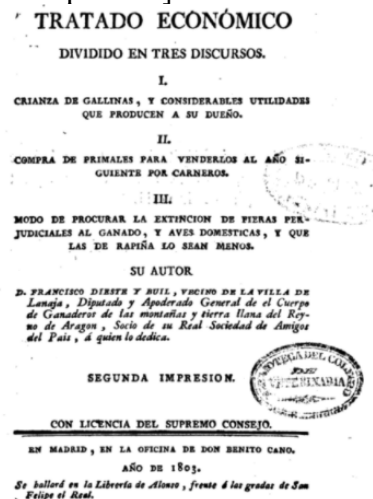 TRATADO ECONÓMICO
DIVIDIDO EN TRES DISCURSOS.
I.
CRIANZA DE GALLINAS, Y CONSIDERABLES UTILIDADES
QUE PRODUCEN A SU DUEÑO.
II.
COMPRA DE PRIMALES PARA VENDERLOS AL AÑO SI-
GUIENTE POR CARNEROS.
III.
MODO DE PROCURAR LA EXTINCION DE FIERAS PER-
JUDICIALES AL GANADO, Y AVES DOMESTICAS, Y QUE
LAS DE RAPIÑA LO SEAN MENOS.
SU AUTOR
D. FRANCISCO DIESTE Y BUIL, VECINO DE LA VILLA DE
Lanaja, Diputado y Apoderado General de el Cuerpo
de Ganaderos de las montañas y tierra llana del Rey-
no de Aragon, Socio de su Real Sociedad de Amigos
del Pais, á quien lo dedica.
SEGUNDA IMPRESION.
VETERINARIA
CON LICENCIA DEL SUPREMO CONSEJO.
EN MADRID, EN LA OFICINA DE DON BENITO CANO.
AÑO DE 1803.
Se hallará en la Librería de Alonso, frente á las gradas de San
Felipe el Real.